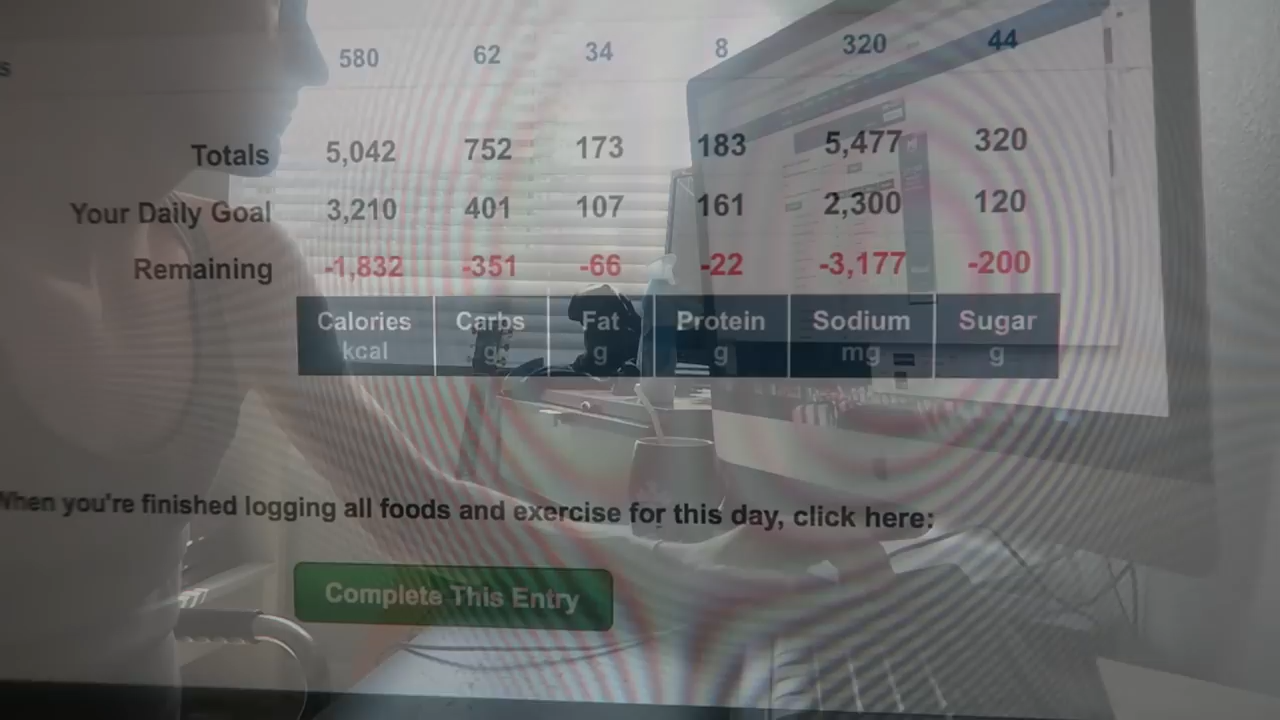 s 580 62 34 8 320 44
Totals 5,042 752 173 183 5,477 320
Your Daily Goal 3,210 401 107 161 2,300 120
Remaining -1,832 -351 -66 -22 -3,177 -200
Calories Carbs Fat Protein Sodium Sugar
kcal g g g mg g
When you're finished logging all foods and exercise for this day, click here:
Complete This Entry